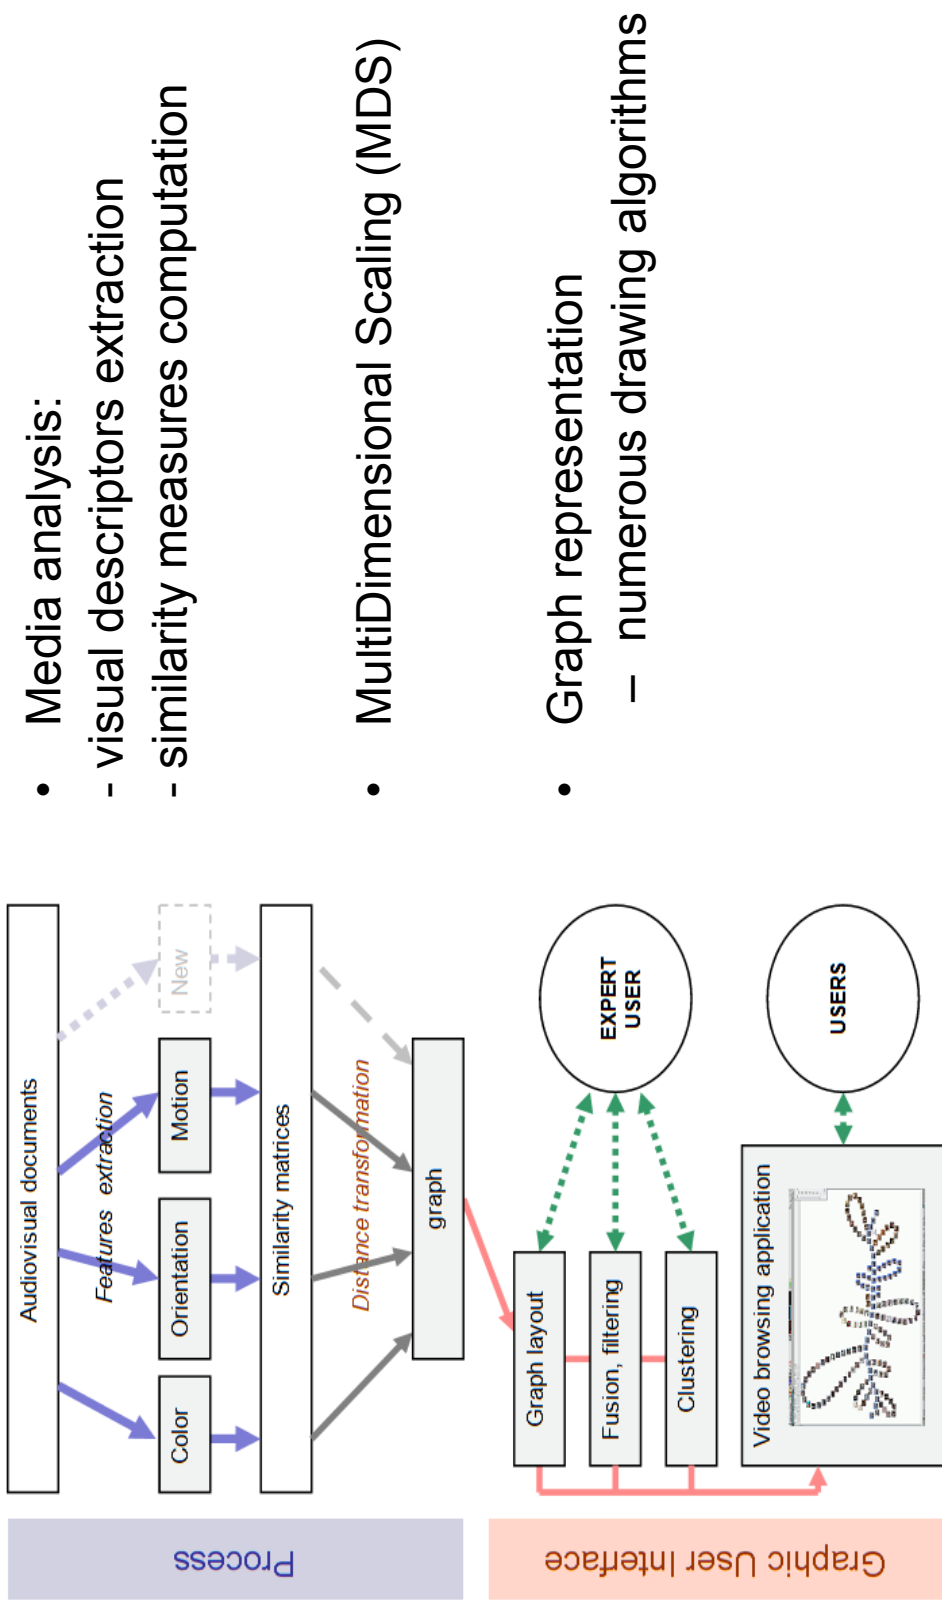 Process
Audiovisual documents
Features extraction
Color
Orientation
Motion
New
Similarity matrices
Distance transformation
graph
Graphic User Interface
Graph layout
Fusion, filtering
Clustering
EXPERT
USER
Video browsing application
USERS
• Media analysis:
- visual descriptors extraction
- similarity measures computation
• MultiDimensional Scaling (MDS)
• Graph representation
– numerous drawing algorithms